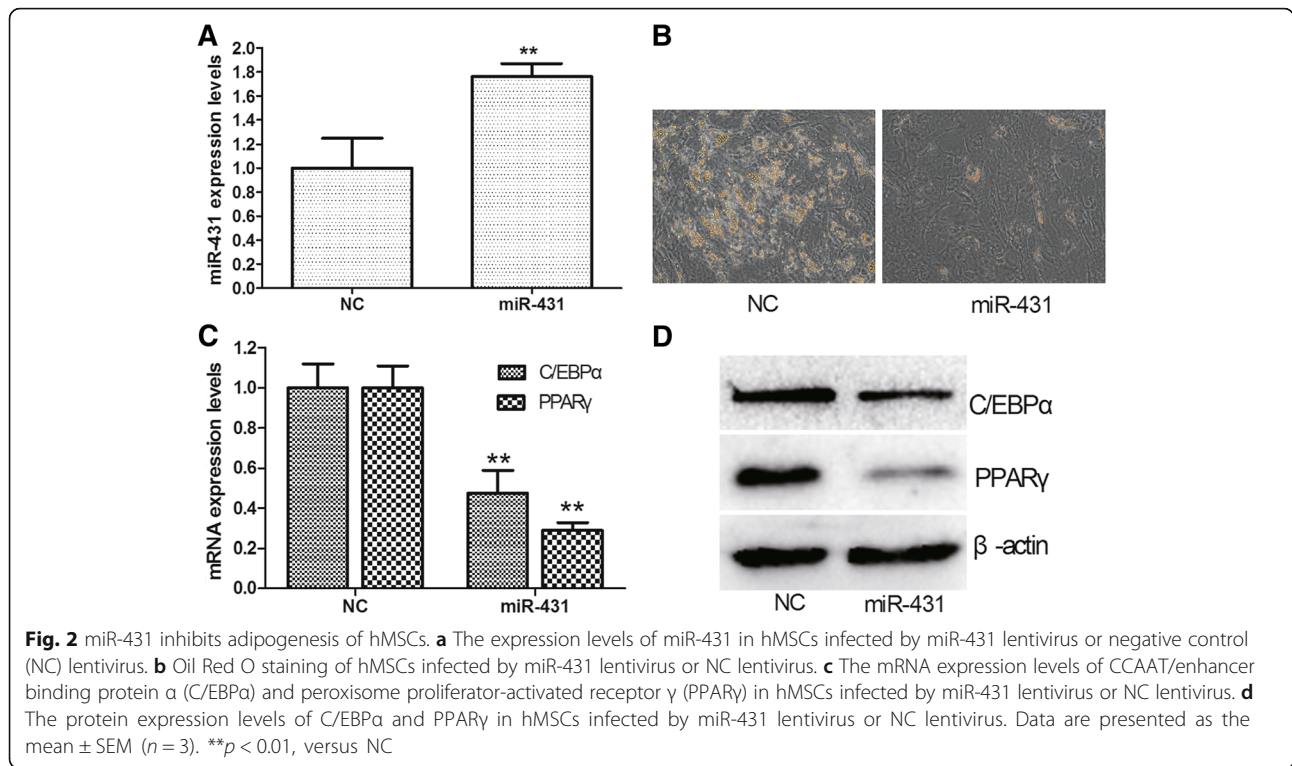 A
miR-431 expression levels
2.0
1.8
1.6
1.4
1.2
1.0
0.8
0.6
0.4
0.2
0.0
**
NC
miR-431
B
NC
miR-431
C
mRNA expression levels
1.2
1.0
0.8
0.6
0.4
0.2
0.0
C/EBPα
PPARγ
**
**
NC
miR-431
D
C/EBPα
PPARγ
β -actin
NC
miR-431
Fig. 2 miR-431 inhibits adipogenesis of hMSCs. a The expression levels of miR-431 in hMSCs infected by miR-431 lentivirus or negative control
(NC) lentivirus. b Oil Red O staining of hMSCs infected by miR-431 lentivirus or NC lentivirus. c The mRNA expression levels of CCAAT/enhancer
binding protein α (C/EBPα) and peroxisome proliferator-activated receptor γ (PPARγ) in hMSCs infected by miR-431 lentivirus or NC lentivirus. d
The protein expression levels of C/EBPα and PPARγ in hMSCs infected by miR-431 lentivirus or NC lentivirus. Data are presented as the
mean ± SEM (n = 3). **p < 0.01, versus NC